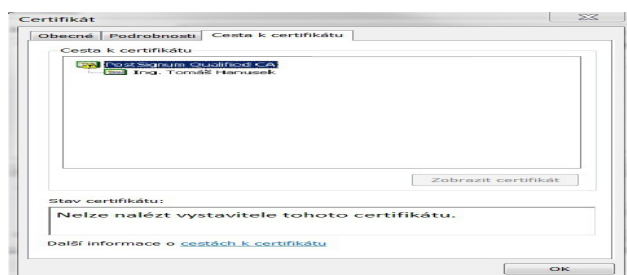 Certifikát
Obecné Podrobnosti Cesta k certifikátu
Cesta k certifikátu
PostSignum Qualified CA
Ing. Tomáš Hanusek
Zobrazit certifikát
Stav certifikátu:
Nelze nalézt vystavitele tohoto certifikátu.
Další informace o cestách k certifikátu
OK